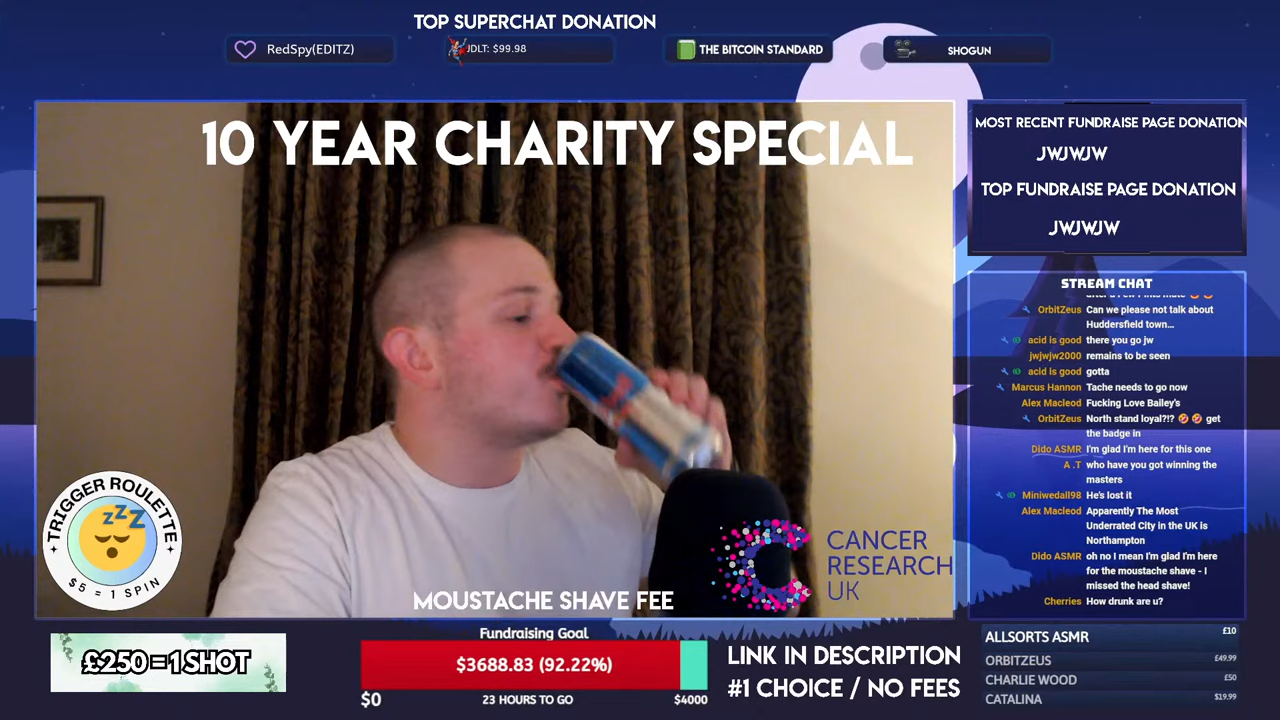 TOP SUPERCHAT DONATION
RedSpy(EDITZ)
JDLT: $99.98
THE BITCOIN STANDARD
SHOGUN
10 YEAR CHARITY SPECIAL
MOST RECENT FUNDRAISE PAGE DONATION
JWJWJW
TOP FUNDRAISE PAGE DONATION
JWJWJW
STREAM CHAT
OrbitZeus Can we please not talk about
Huddersfield town...
acid is good there you go jw
jwjwjw2000 remains to be seen
acid is good gotta
Marcus Hannon Tache needs to go now
Alex Macleod Fucking Love Bailey's
OrbitZeus North stand loyal?!? 🤣 🤣 get
the badge in
Dido ASMR I'm glad I'm here for this one
A .T who have you got winning the
masters
Miniwedall98 He's lost it
Alex Macleod Apparently The Most
Underrated City in the UK is
Northampton
Dido ASMR oh no I mean I'm glad I'm here
for the moustache shave - I
missed the head shave!
Cherries How drunk are u?
TRIGGER ROULETTE
zzz
$5 = 1 SPIN
CANCER
RESEARCH
UK
MOUSTACHE SHAVE FEE
£250 = 1 SHOT
Fundraising Goal
$3688.83 (92.22%)
$0
23 HOURS TO GO
$4000
LINK IN DESCRIPTION
#1 CHOICE / NO FEES
ALLSORTS ASMR £10
ORBITZEUS £49.99
CHARLIE WOOD £50
CATALINA $19.99